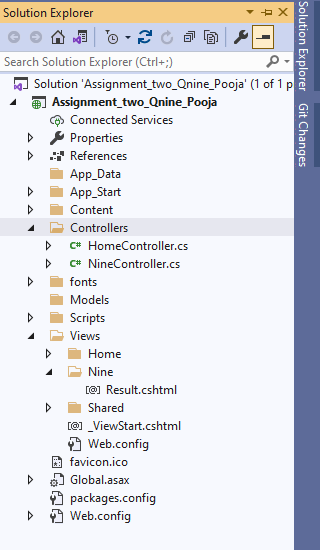 Solution Explorer
Search Solution Explorer (Ctrl+;)
Solution 'Assignment_two_Qnine_Pooja' (1 of 1 p
Assignment_two_Qnine_Pooja
Connected Services
Properties
References
App_Data
App_Start
Content
Controllers
C# HomeController.cs
C# NineController.cs
fonts
Models
Scripts
Views
Home
Nine
[@] Result.cshtml
Shared
[@] _ViewStart.cshtml
Web.config
favicon.ico
Global.asax
packages.config
Web.config
Solution Explorer
Git Changes